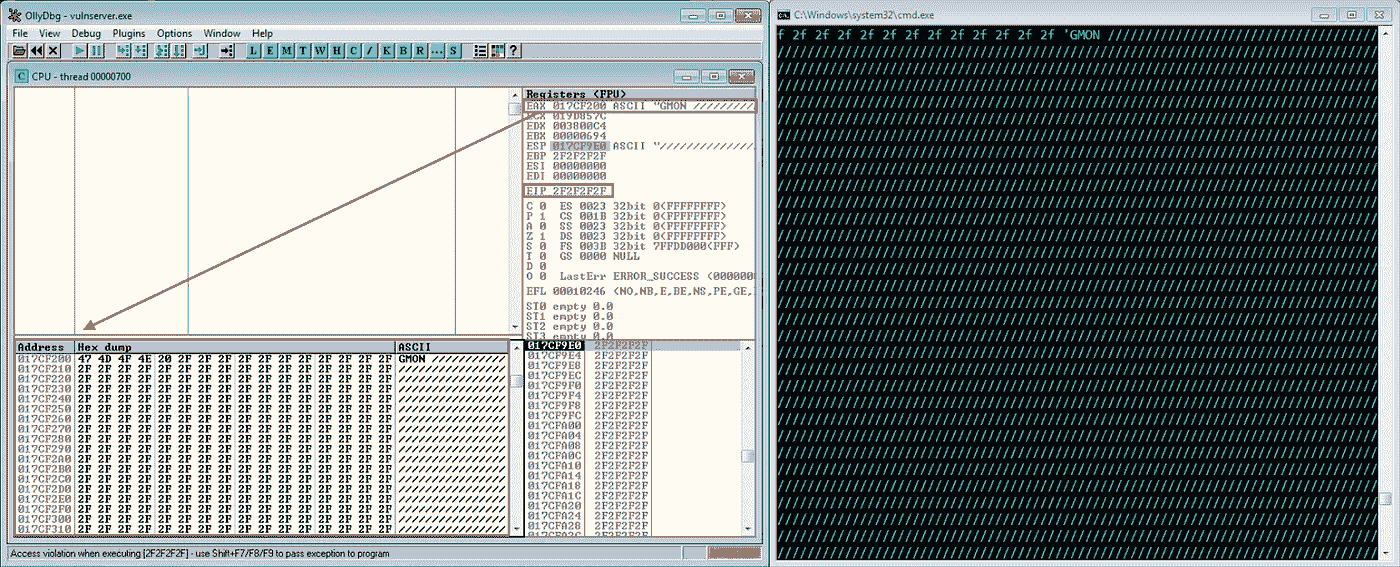 OllyDbg - vulnserver.exe
File View Debug Plugins Options Window Help
L E M T W H C / K B R ... S ?
C CPU - thread 00000700
Registers (FPU)
EAX 017CF200 ASCII "GMON //////////
ECX 019D857C
EDX 003800C4
EBX 00000694
ESP 017CF9E0 ASCII "///////////////
EBP 2F2F2F2F
ESI 00000000
EDI 00000000
EIP 2F2F2F2F
C 0 ES 0023 32bit 0(FFFFFFFF)
P 1 CS 001B 32bit 0(FFFFFFFF)
A 0 SS 0023 32bit 0(FFFFFFFF)
Z 1 DS 0023 32bit 0(FFFFFFFF)
S 0 FS 003B 32bit 7FFDD000(FFF)
T 0 GS 0000 NULL
D 0
O 0 LastErr ERROR_SUCCESS (0000000
EFL 00010246 (NO,NB,E,BE,NS,PE,GE,
ST0 empty 0.0
ST1 empty 0.0
ST2 empty 0.0
ST3 empty 0.0
Address Hex dump ASCII
017CF200 47 4D 4F 4E 20 2F 2F 2F 2F 2F 2F 2F 2F 2F 2F 2F GMON ///////////
017CF210 2F 2F 2F 2F 2F 2F 2F 2F 2F 2F 2F 2F 2F 2F 2F 2F ////////////////
017CF220 2F 2F 2F 2F 2F 2F 2F 2F 2F 2F 2F 2F 2F 2F 2F 2F ////////////////
017CF230 2F 2F 2F 2F 2F 2F 2F 2F 2F 2F 2F 2F 2F 2F 2F 2F ////////////////
017CF240 2F 2F 2F 2F 2F 2F 2F 2F 2F 2F 2F 2F 2F 2F 2F 2F ////////////////
017CF250 2F 2F 2F 2F 2F 2F 2F 2F 2F 2F 2F 2F 2F 2F 2F 2F ////////////////
017CF260 2F 2F 2F 2F 2F 2F 2F 2F 2F 2F 2F 2F 2F 2F 2F 2F ////////////////
017CF270 2F 2F 2F 2F 2F 2F 2F 2F 2F 2F 2F 2F 2F 2F 2F 2F ////////////////
017CF280 2F 2F 2F 2F 2F 2F 2F 2F 2F 2F 2F 2F 2F 2F 2F 2F ////////////////
017CF290 2F 2F 2F 2F 2F 2F 2F 2F 2F 2F 2F 2F 2F 2F 2F 2F ////////////////
017CF2A0 2F 2F 2F 2F 2F 2F 2F 2F 2F 2F 2F 2F 2F 2F 2F 2F ////////////////
017CF2B0 2F 2F 2F 2F 2F 2F 2F 2F 2F 2F 2F 2F 2F 2F 2F 2F ////////////////
017CF2C0 2F 2F 2F 2F 2F 2F 2F 2F 2F 2F 2F 2F 2F 2F 2F 2F ////////////////
017CF2D0 2F 2F 2F 2F 2F 2F 2F 2F 2F 2F 2F 2F 2F 2F 2F 2F ////////////////
017CF2E0 2F 2F 2F 2F 2F 2F 2F 2F 2F 2F 2F 2F 2F 2F 2F 2F ////////////////
017CF2F0 2F 2F 2F 2F 2F 2F 2F 2F 2F 2F 2F 2F 2F 2F 2F 2F ////////////////
017CF300 2F 2F 2F 2F 2F 2F 2F 2F 2F 2F 2F 2F 2F 2F 2F 2F ////////////////
017CF310 2F 2F 2F 2F 2F 2F 2F 2F 2F 2F 2F 2F 2F 2F 2F 2F ////////////////
017CF9E0 2F2F2F2F
017CF9E4 2F2F2F2F
017CF9E8 2F2F2F2F
017CF9EC 2F2F2F2F
017CF9F0 2F2F2F2F
017CF9F4 2F2F2F2F
017CF9F8 2F2F2F2F
017CF9FC 2F2F2F2F
017CFA00 2F2F2F2F
017CFA04 2F2F2F2F
017CFA08 2F2F2F2F
017CFA0C 2F2F2F2F
017CFA10 2F2F2F2F
017CFA14 2F2F2F2F
017CFA18 2F2F2F2F
017CFA1C 2F2F2F2F
017CFA20 2F2F2F2F
017CFA24 2F2F2F2F
017CFA28 2F2F2F2F
017CFA2C 2F2F2F2F
Access violation when executing [2F2F2F2F] - use Shift+F7/F8/F9 to pass exception to program
C:\Windows\system32\cmd.exe
f 2f 2f 2f 2f 2f 2f 2f 2f 2f 2f 2f 2f 'GMON ////////////////////////